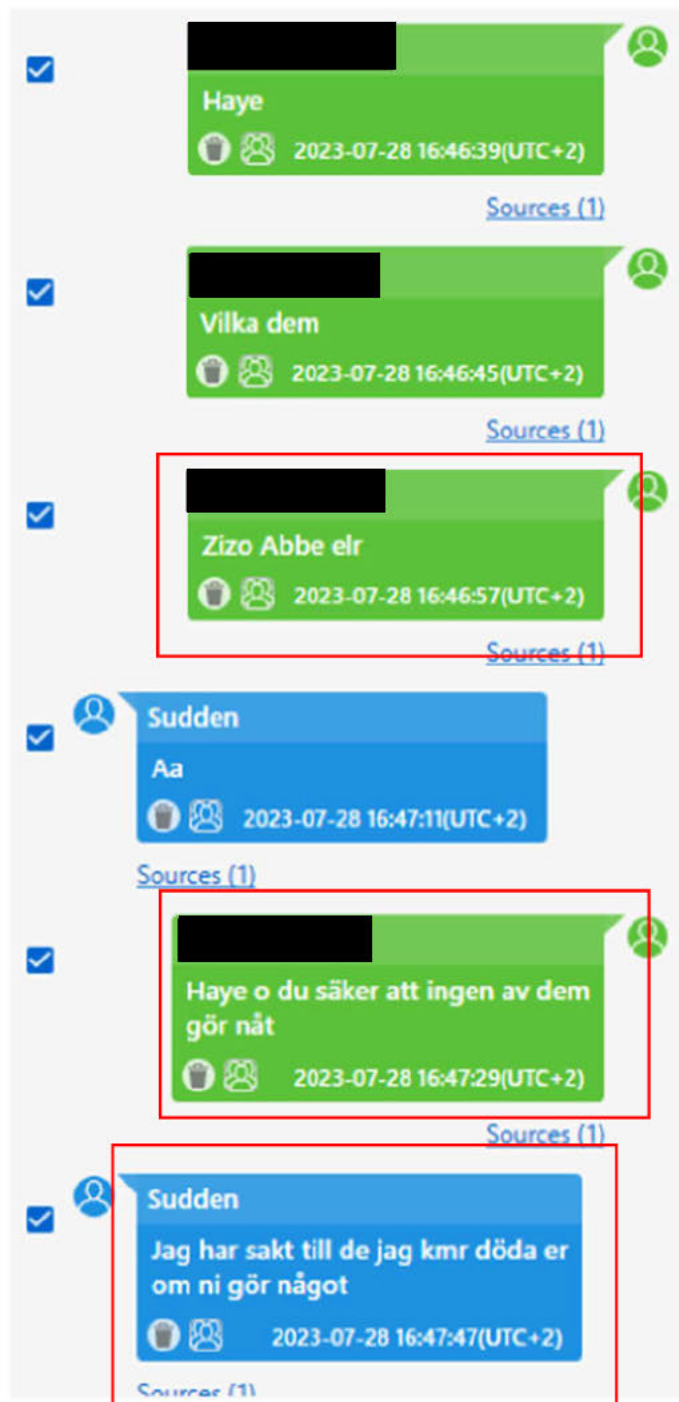 Haye
2023-07-28 16:46:39(UTC+2)
Sources (1)
Vilka dem
2023-07-28 16:46:45(UTC+2)
Sources (1)
Zizo Abbe elr
2023-07-28 16:46:57(UTC+2)
Sources (1)
Sudden
Aa
2023-07-28 16:47:11(UTC+2)
Sources (1)
Haye o du säker att ingen av dem
gör nåt
2023-07-28 16:47:29(UTC+2)
Sources (1)
Sudden
Jag har sakt till de jag kmr döda er
om ni gör något
2023-07-28 16:47:47(UTC+2)
Sources (1)